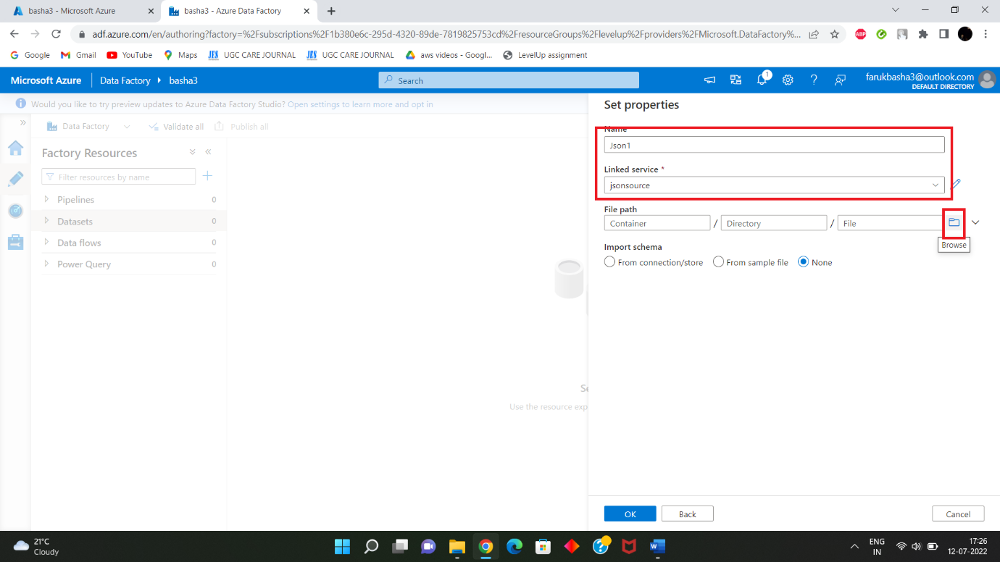 basha3 - Microsoft Azure
basha3 - Azure Data Factory
adf.azure.com/en/authoring?factory=%2Fsubscriptions%2F1b380e6c-295d-4320-89de-7819825753cd%2FresourceGroups%2Flevelup%2Fproviders%2FMicrosoft.DataFactory%...
ABP
Google
Gmail
YouTube
Maps
UGC CARE JOURNAL
UGC CARE JOURNAL
aws videos - Googl...
LevelUp assignment
Microsoft Azure
Data Factory
basha3
Search
1
farukbasha3@outlook.com
DEFAULT DIRECTORY
Would you like to try preview updates to Azure Data Factory Studio? Open settings to learn more and opt in
Data Factory
Validate all
Publish all
Factory Resources
Filter resources by name
Pipelines 0
Datasets 0
Data flows 0
Power Query 0
Use the resource exp
Set properties
Name
Json1
Linked service *
jsonsource
File path
Container / Directory / File
Browse
Import schema
From connection/store From sample file None
OK
Back
Cancel
21°C
Cloudy
ENG
IN
17:26
12-07-2022